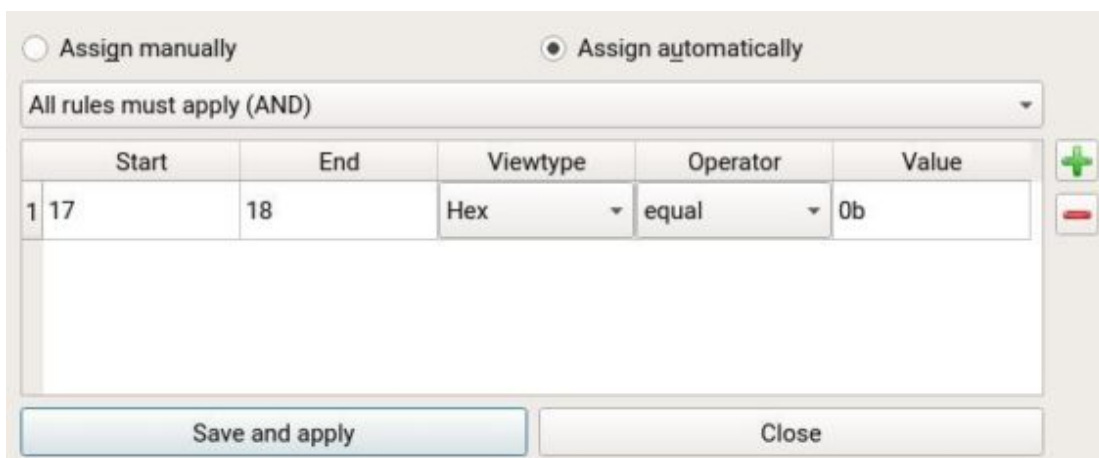 Assign manually Assign automatically
All rules must apply (AND)
Start End Viewtype Operator Value
1 17 18 Hex equal 0b
Save and apply Close